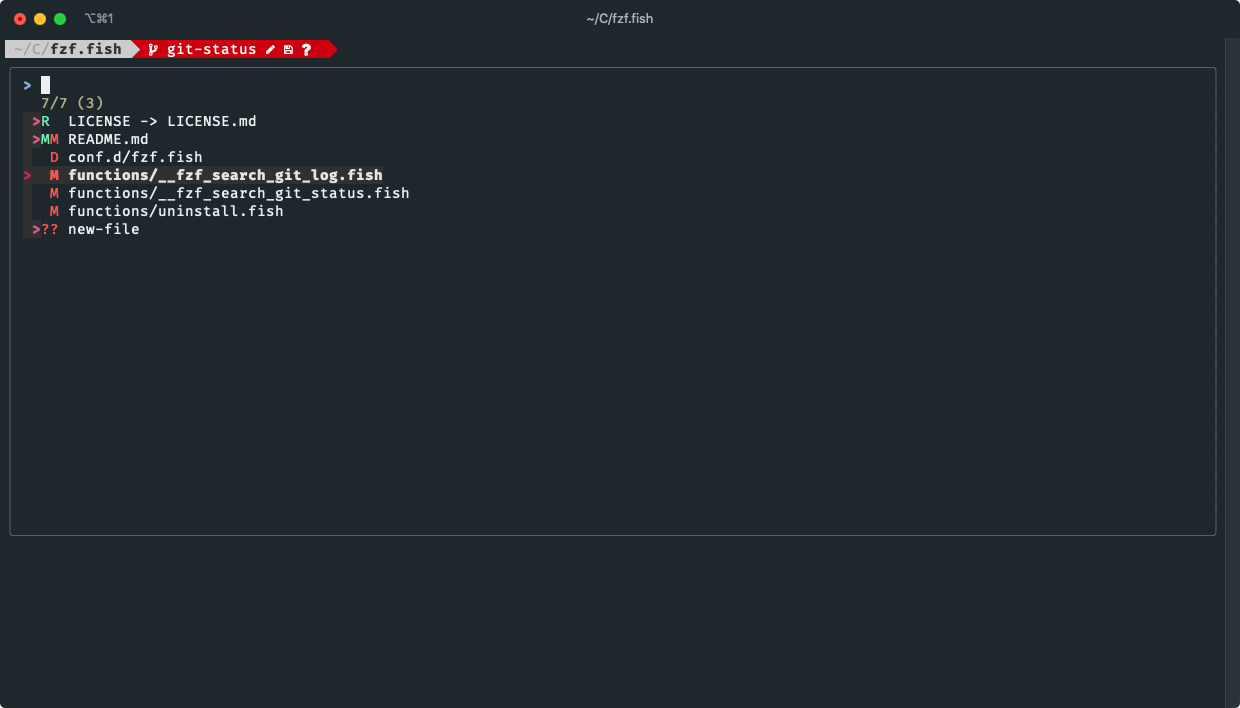 ⌥⌘1
~/C/fzf.fish
~/C/fzf.fish git-status ?
>
7/7 (3)
>R  LICENSE -> LICENSE.md
>MM README.md
D conf.d/fzf.fish
> M functions/__fzf_search_git_log.fish
M functions/__fzf_search_git_status.fish
M functions/uninstall.fish
>?? new-file